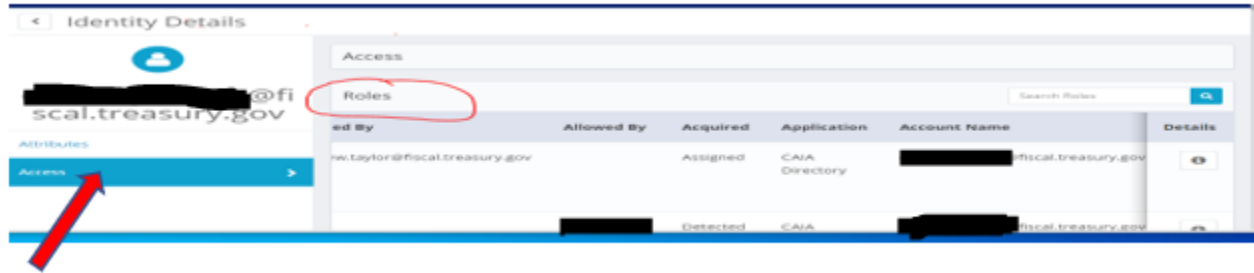 < Identity Details
@fi
scal.treasury.gov
Attributes
Access >
Access
Roles
Search Roles
ed By Allowed By Acquired Application Account Name Details
w.taylor@fiscal.treasury.gov Assigned CAIA Directory fiscal.treasury.gov
Detected CAIA fiscal.treasury.gov